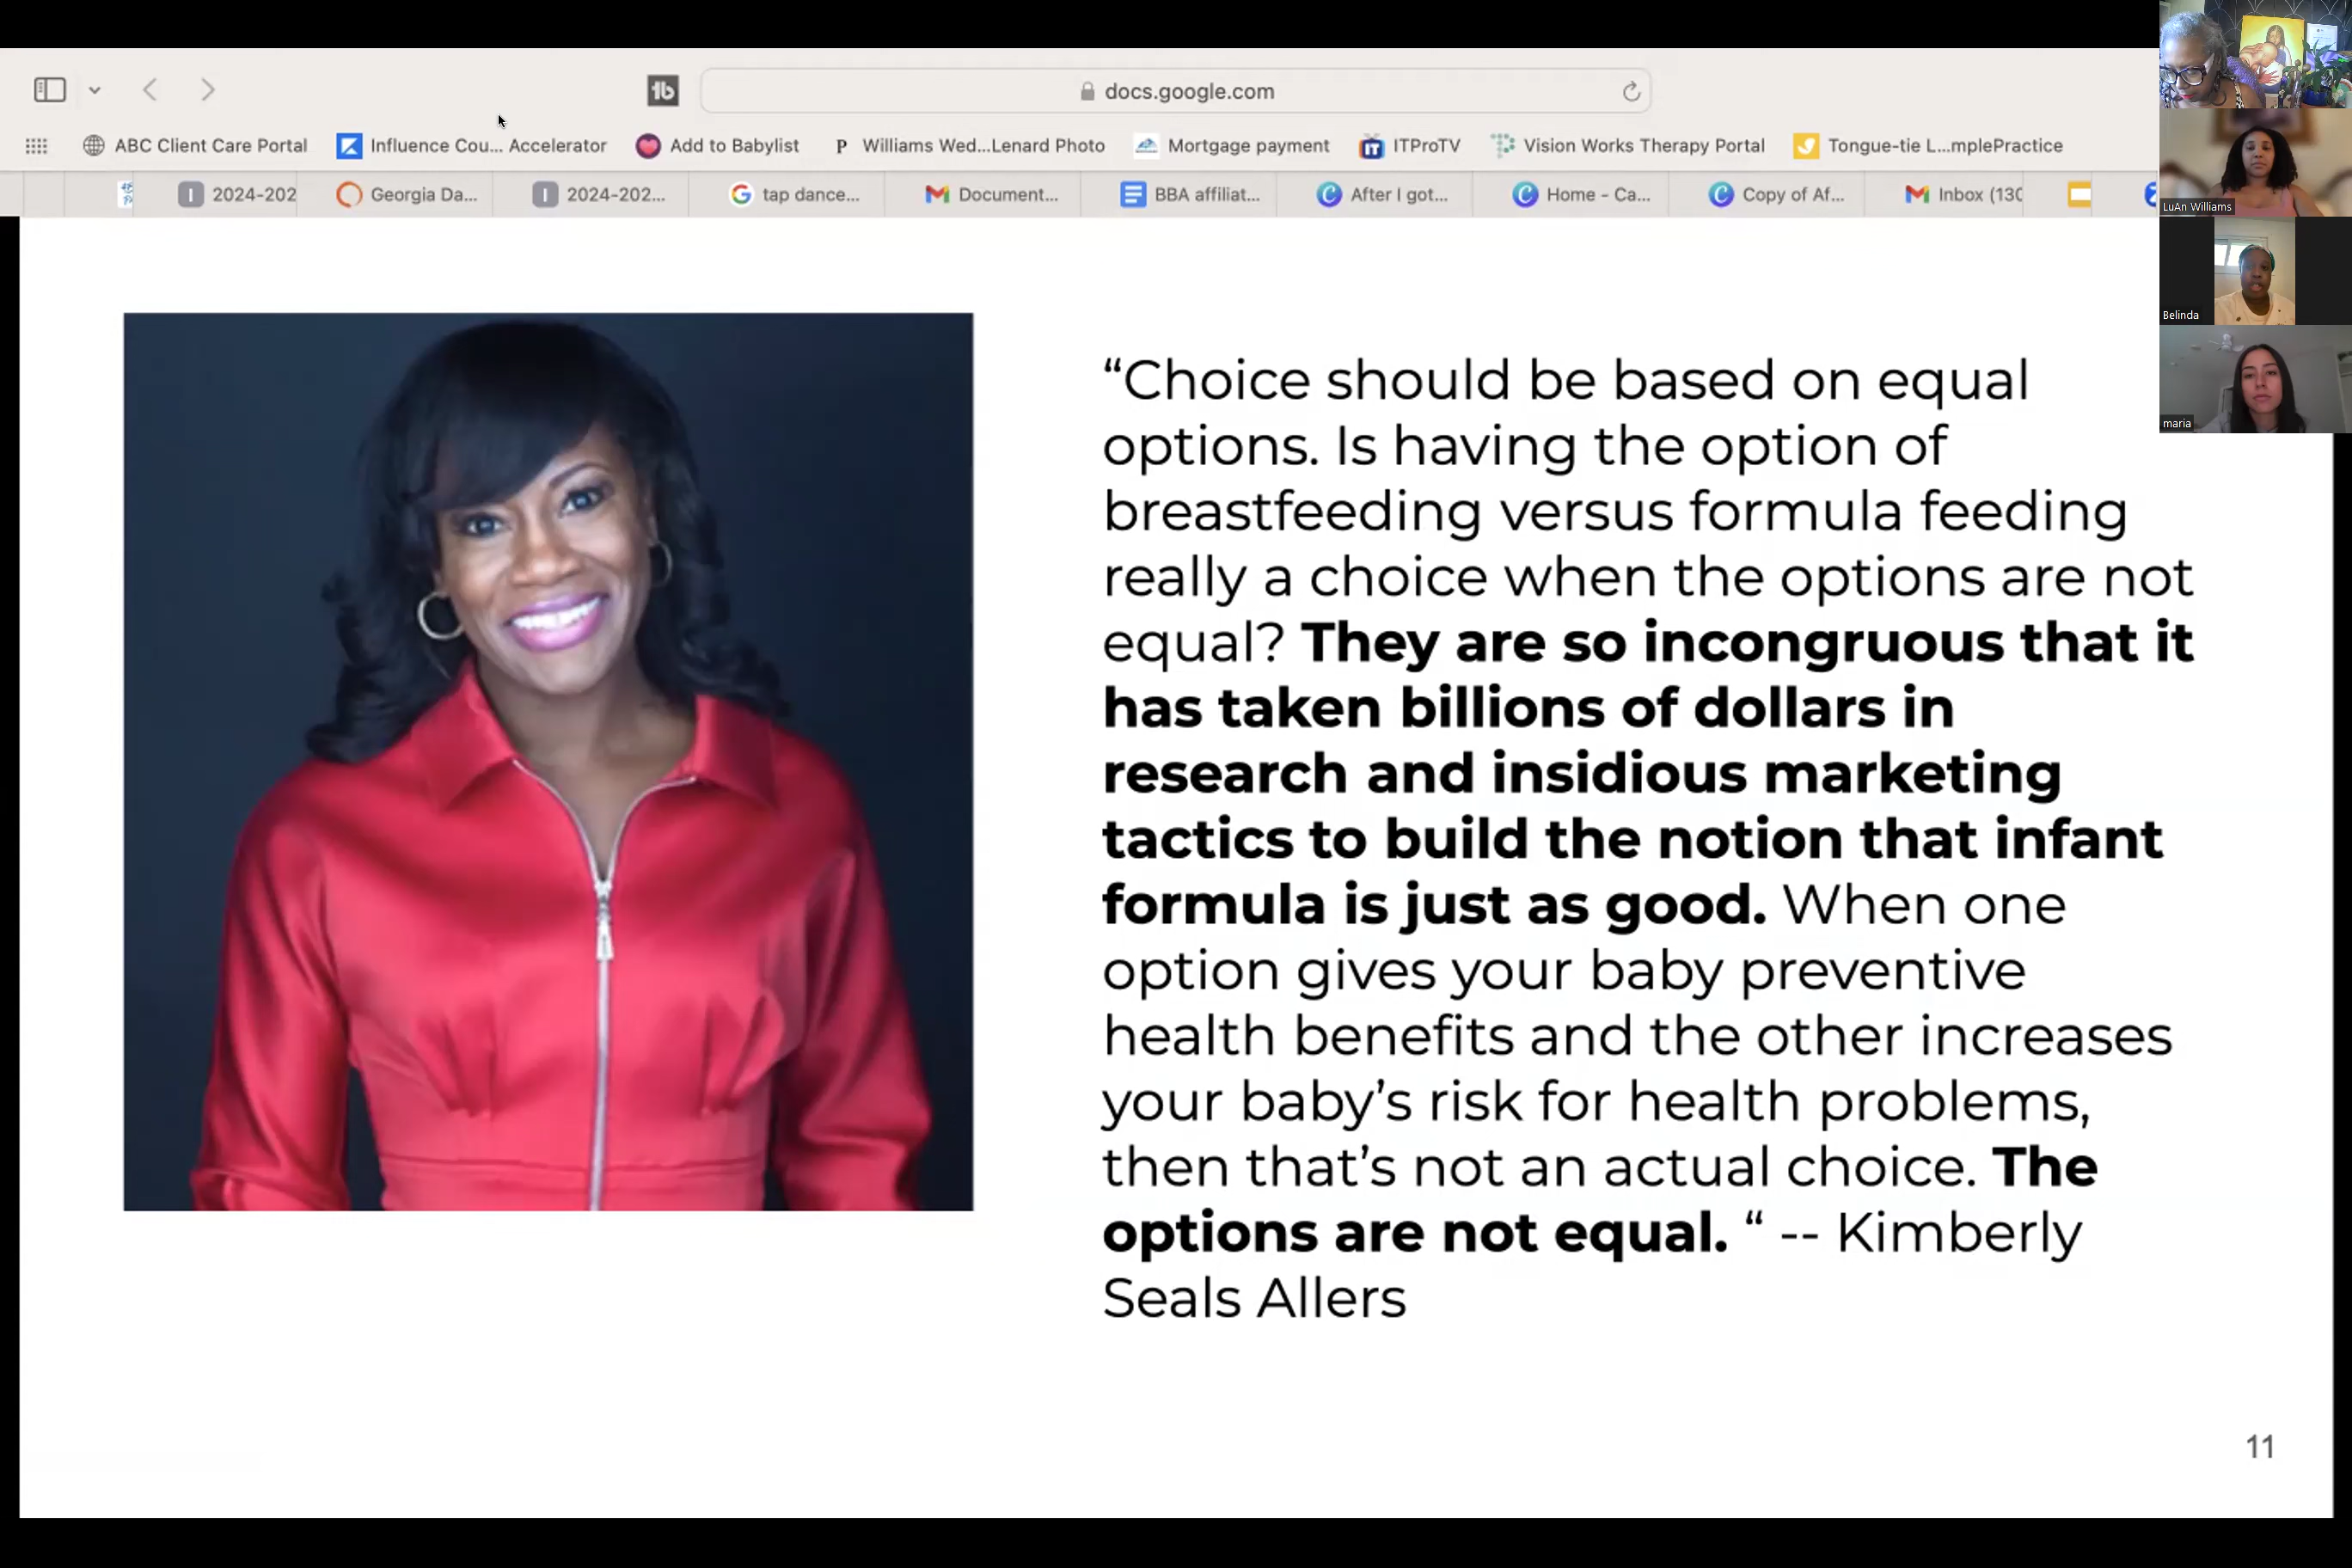 docs.google.com
ABC Client Care Portal
Influence Cou... Accelerator
Add to Babylist
P Williams Wed...Lenard Photo
Mortgage payment
ITProTV
Vision Works Therapy Portal
Tongue-tie L...mplePractice
2024-202
Georgia Da...
2024-202...
tap dance...
Document...
BBA affiliat...
After I got...
Home - Ca...
Copy of Af...
Inbox (130
LuAn Williams
Belinda
maria
“Choice should be based on equal
options. Is having the option of
breastfeeding versus formula feeding
really a choice when the options are not
equal? They are so incongruous that it
has taken billions of dollars in
research and insidious marketing
tactics to build the notion that infant
formula is just as good. When one
option gives your baby preventive
health benefits and the other increases
your baby’s risk for health problems,
then that’s not an actual choice. The
options are not equal. “ -- Kimberly
Seals Allers
11